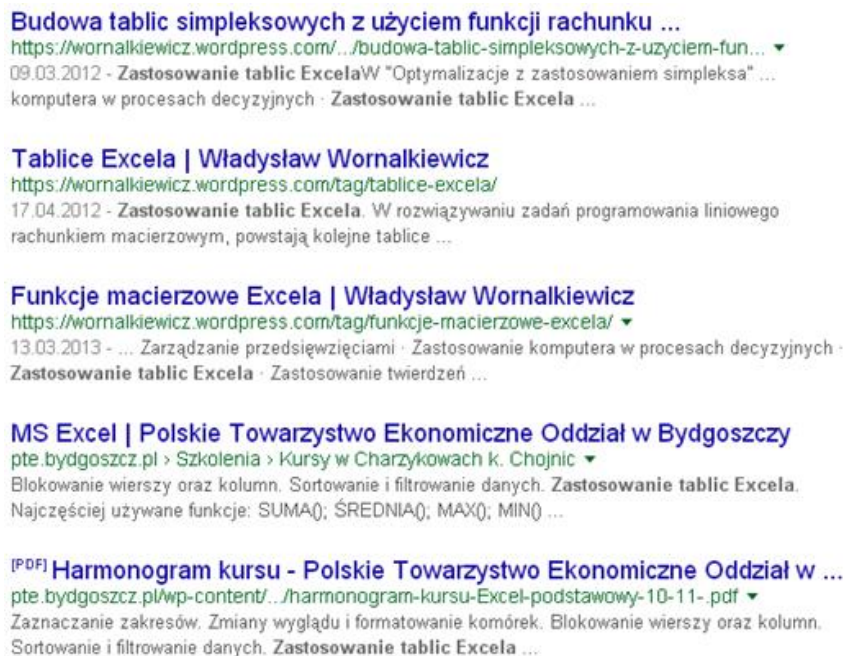 Budowa tablic simpleksowych z użyciem funkcji rachunku ...
https://wornalkiewicz.wordpress.com/.../budowa-tablic-simpleksowych-z-uzyciem-fun...
09.03.2012 - Zastosowanie tablic ExcelaW "Optymalizacje z zastosowaniem simpleksa" ...
komputera w procesach decyzyjnych · Zastosowanie tablic Excela ...
Tablice Excela | Władysław Wornalkiewicz
https://wornalkiewicz.wordpress.com/tag/tablice-excela/
17.04.2012 - Zastosowanie tablic Excela. W rozwiązywaniu zadań programowania liniowego
rachunkiem macierzowym, powstają kolejne tablice ...
Funkcje macierzowe Excela | Władysław Wornalkiewicz
https://wornalkiewicz.wordpress.com/tag/funkcje-macierzowe-excela/
13.03.2013 - ... Zarządzanie przedsięwzięciami · Zastosowanie komputera w procesach decyzyjnych ·
Zastosowanie tablic Excela · Zastosowanie twierdzeń ...
MS Excel | Polskie Towarzystwo Ekonomiczne Oddział w Bydgoszczy
pte.bydgoszcz.pl › Szkolenia › Kursy w Charzykowach k. Chojnic
Blokowanie wierszy oraz kolumn. Sortowanie i filtrowanie danych. Zastosowanie tablic Excela.
Najczęściej używane funkcje: SUMA(); ŚREDNIA(); MAX(); MIN() ...
[PDF] Harmonogram kursu - Polskie Towarzystwo Ekonomiczne Oddział w ...
pte.bydgoszcz.pl/wp-content/.../harmonogram-kursu-Excel-podstawowy-10-11-.pdf
Zaznaczanie zakresów. Zmiany wyglądu i formatowanie komórek. Blokowanie wierszy oraz kolumn.
Sortowanie i filtrowanie danych. Zastosowanie tablic Excela ...